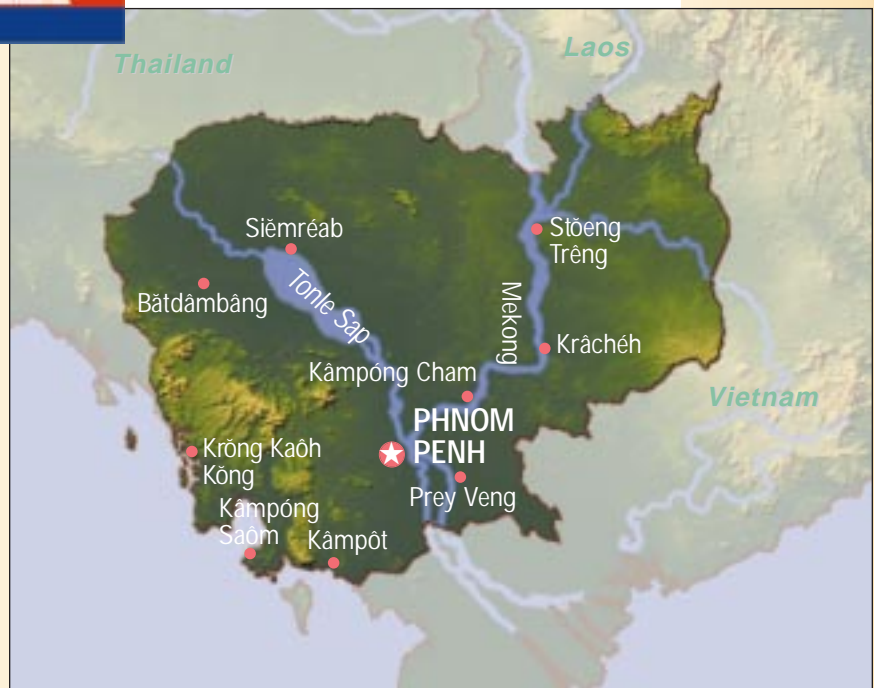 Thailand
Laos
Siĕmréab
Stŏeng
Trêng
Bătdâmbâng
Tonle Sap
Mekong
Krâchéh
Kâmpóng Cham
Vietnam
PHNOM
PENH
Krŏng Kaôh
Kŏng
Prey Veng
Kâmpóng
Saôm
Kâmpôt